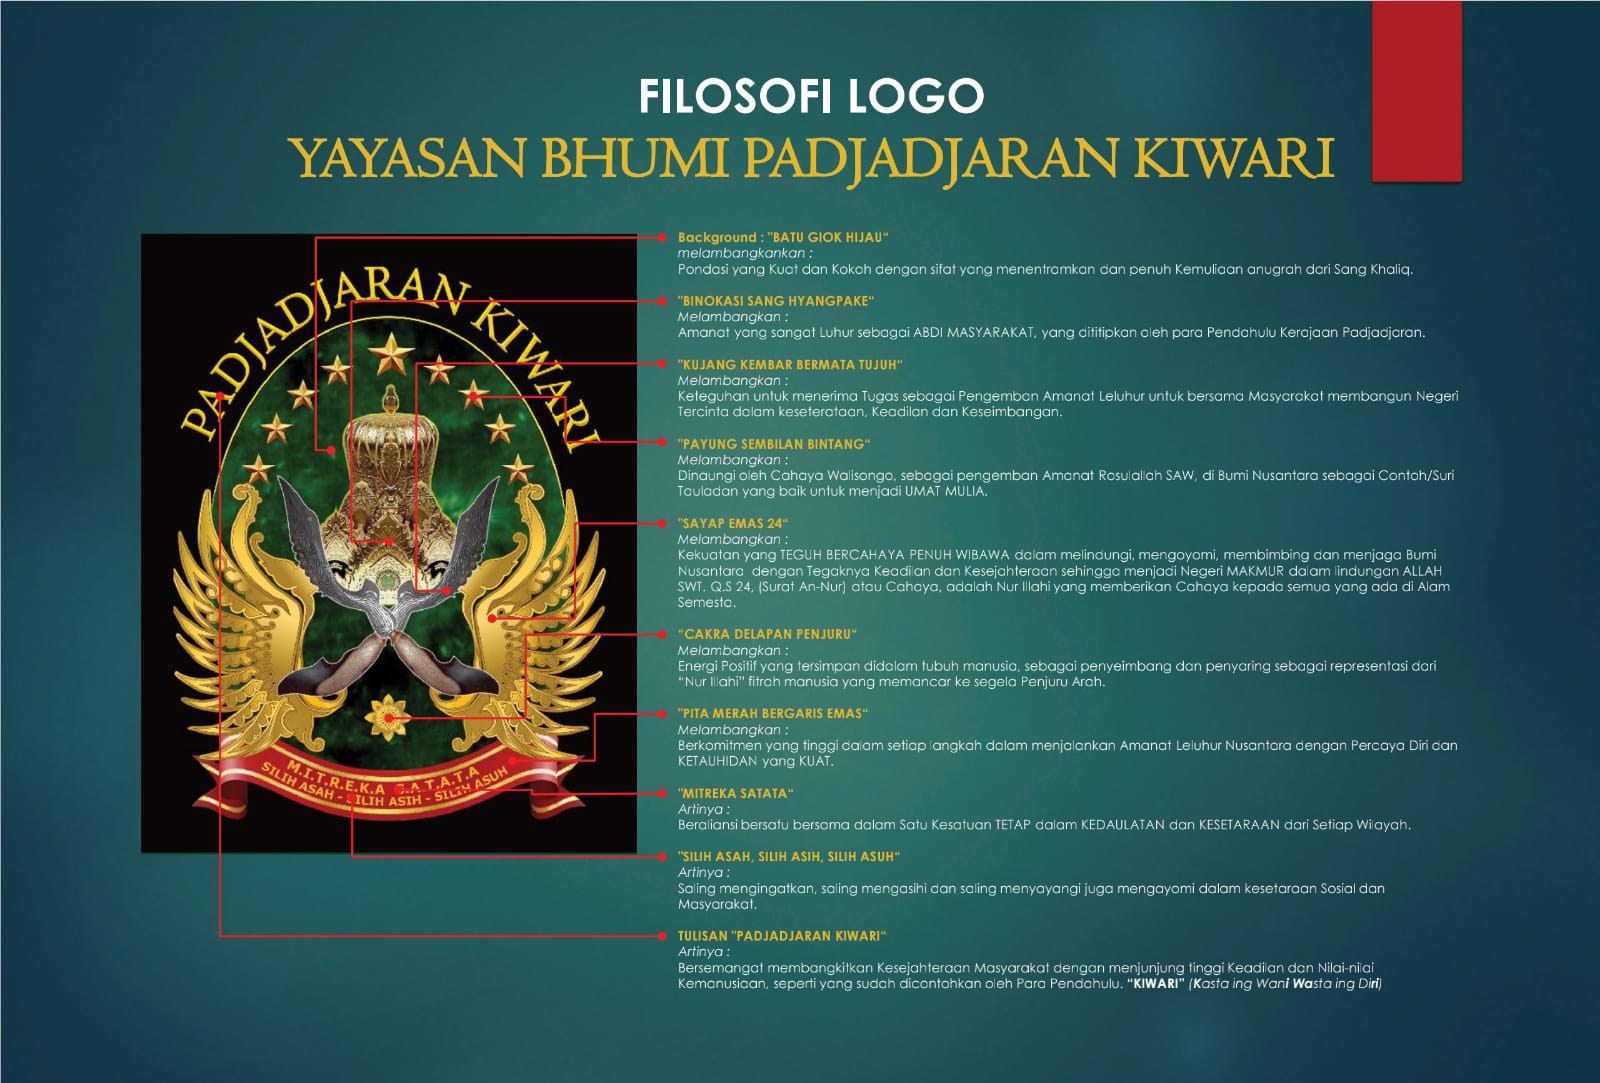 FILOSOFI LOGO
YAYASAN BHUMI PADJADJARAN KIWARI
PADJADJARAN KIWARI
M.I.T.R.E.K.A S.A.T.A.T.A
SILIH ASAH - SILIH ASIH - SILIH ASUH
Background : "BATU GIOK HIJAU“
melambangkankan :
Pondasi yang Kuat dan Kokoh dengan sifat yang menentramkan dan penuh Kemuliaan anugrah dari Sang Khaliq.
"BINOKASI SANG HYANGPAKE“
Melambangkan :
Amanat yang sangat Luhur sebagai ABDI MASYARAKAT, yang dititipkan oleh para Pendahulu Kerajaan Padjadjaran.
"KUJANG KEMBAR BERMATA TUJUH“
Melambangkan :
Keteguhan untuk menerima Tugas sebagai Pengemban Amanat Leluhur untuk bersama Masyarakat membangun Negeri
Tercinta dalam keseterataan, Keadilan dan Keseimbangan.
"PAYUNG SEMBILAN BINTANG“
Melambangkan :
Dinaungi oleh Cahaya Walisongo, sebagai pengemban Amanat Rosulallah SAW, di Bumi Nusantara sebagai Contoh/Suri
Tauladan yang baik untuk menjadi UMAT MULIA.
"SAYAP EMAS 24“
Melambangkan :
Kekuatan yang TEGUH BERCAHAYA PENUH WIBAWA dalam melindungi, mengoyomi, membimbing dan menjaga Bumi
Nusantara dengan Tegaknya Keadilan dan Kesejahteraan sehingga menjadi Negeri MAKMUR dalam lindungan ALLAH
SWT. Q.S 24, (Surat An-Nur) atau Cahaya, adalah Nur Illahi yang memberikan Cahaya kepada semua yang ada di Alam
Semesta.
“CAKRA DELAPAN PENJURU“
Melambangkan :
Energi Positif yang tersimpan didalam tubuh manusia, sebagai penyeimbang dan penyaring sebagai representasi dari
“Nur Illahi” fitrah manusia yang memancar ke segela Penjuru Arah.
"PITA MERAH BERGARIS EMAS“
Melambangkan :
Berkomitmen yang tinggi dalam setiap langkah dalam menjalankan Amanat Leluhur Nusantara dengan Percaya Diri dan
KETAUHIDAN yang KUAT.
"MITREKA SATATA“
Artinya :
Beraliansi bersatu bersama dalam Satu Kesatuan TETAP dalam KEDAULATAN dan KESETARAAN dari Setiap Wilayah.
"SILIH ASAH, SILIH ASIH, SILIH ASUH“
Artinya :
Saling mengingatkan, saling mengasihi dan saling menyayangi juga mengayomi dalam kesetaraan Sosial dan
Masyarakat.
TULISAN "PADJADJARAN KIWARI“
Artinya :
Bersemangat membangkitkan Kesejahteraan Masyarakat dengan menjunjung tinggi Keadilan dan Nilai-nilai
Kemanusiaan, seperti yang sudah dicontohkan oleh Para Pendahulu. “KIWARI” (Kasta ing Wani Wasta ing Diri)